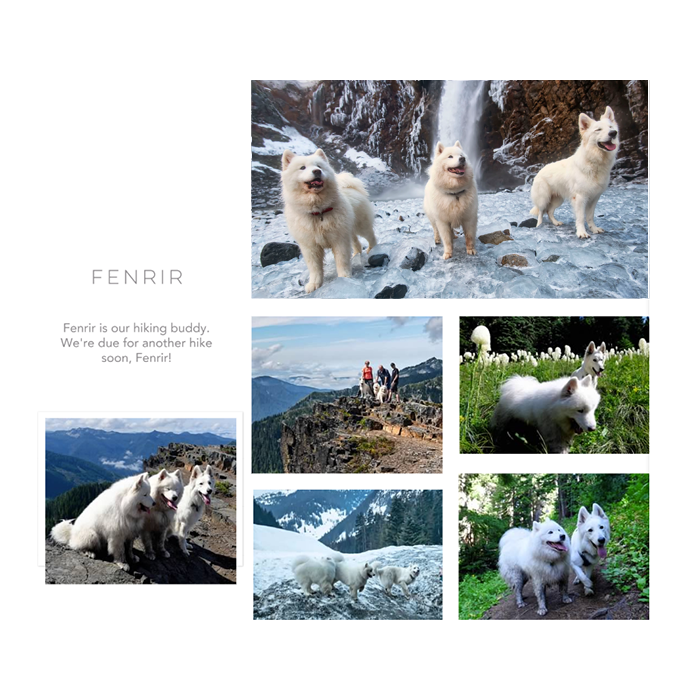 FENRIR
Fenrir is our hiking buddy.
We're due for another hike
soon, Fenrir!